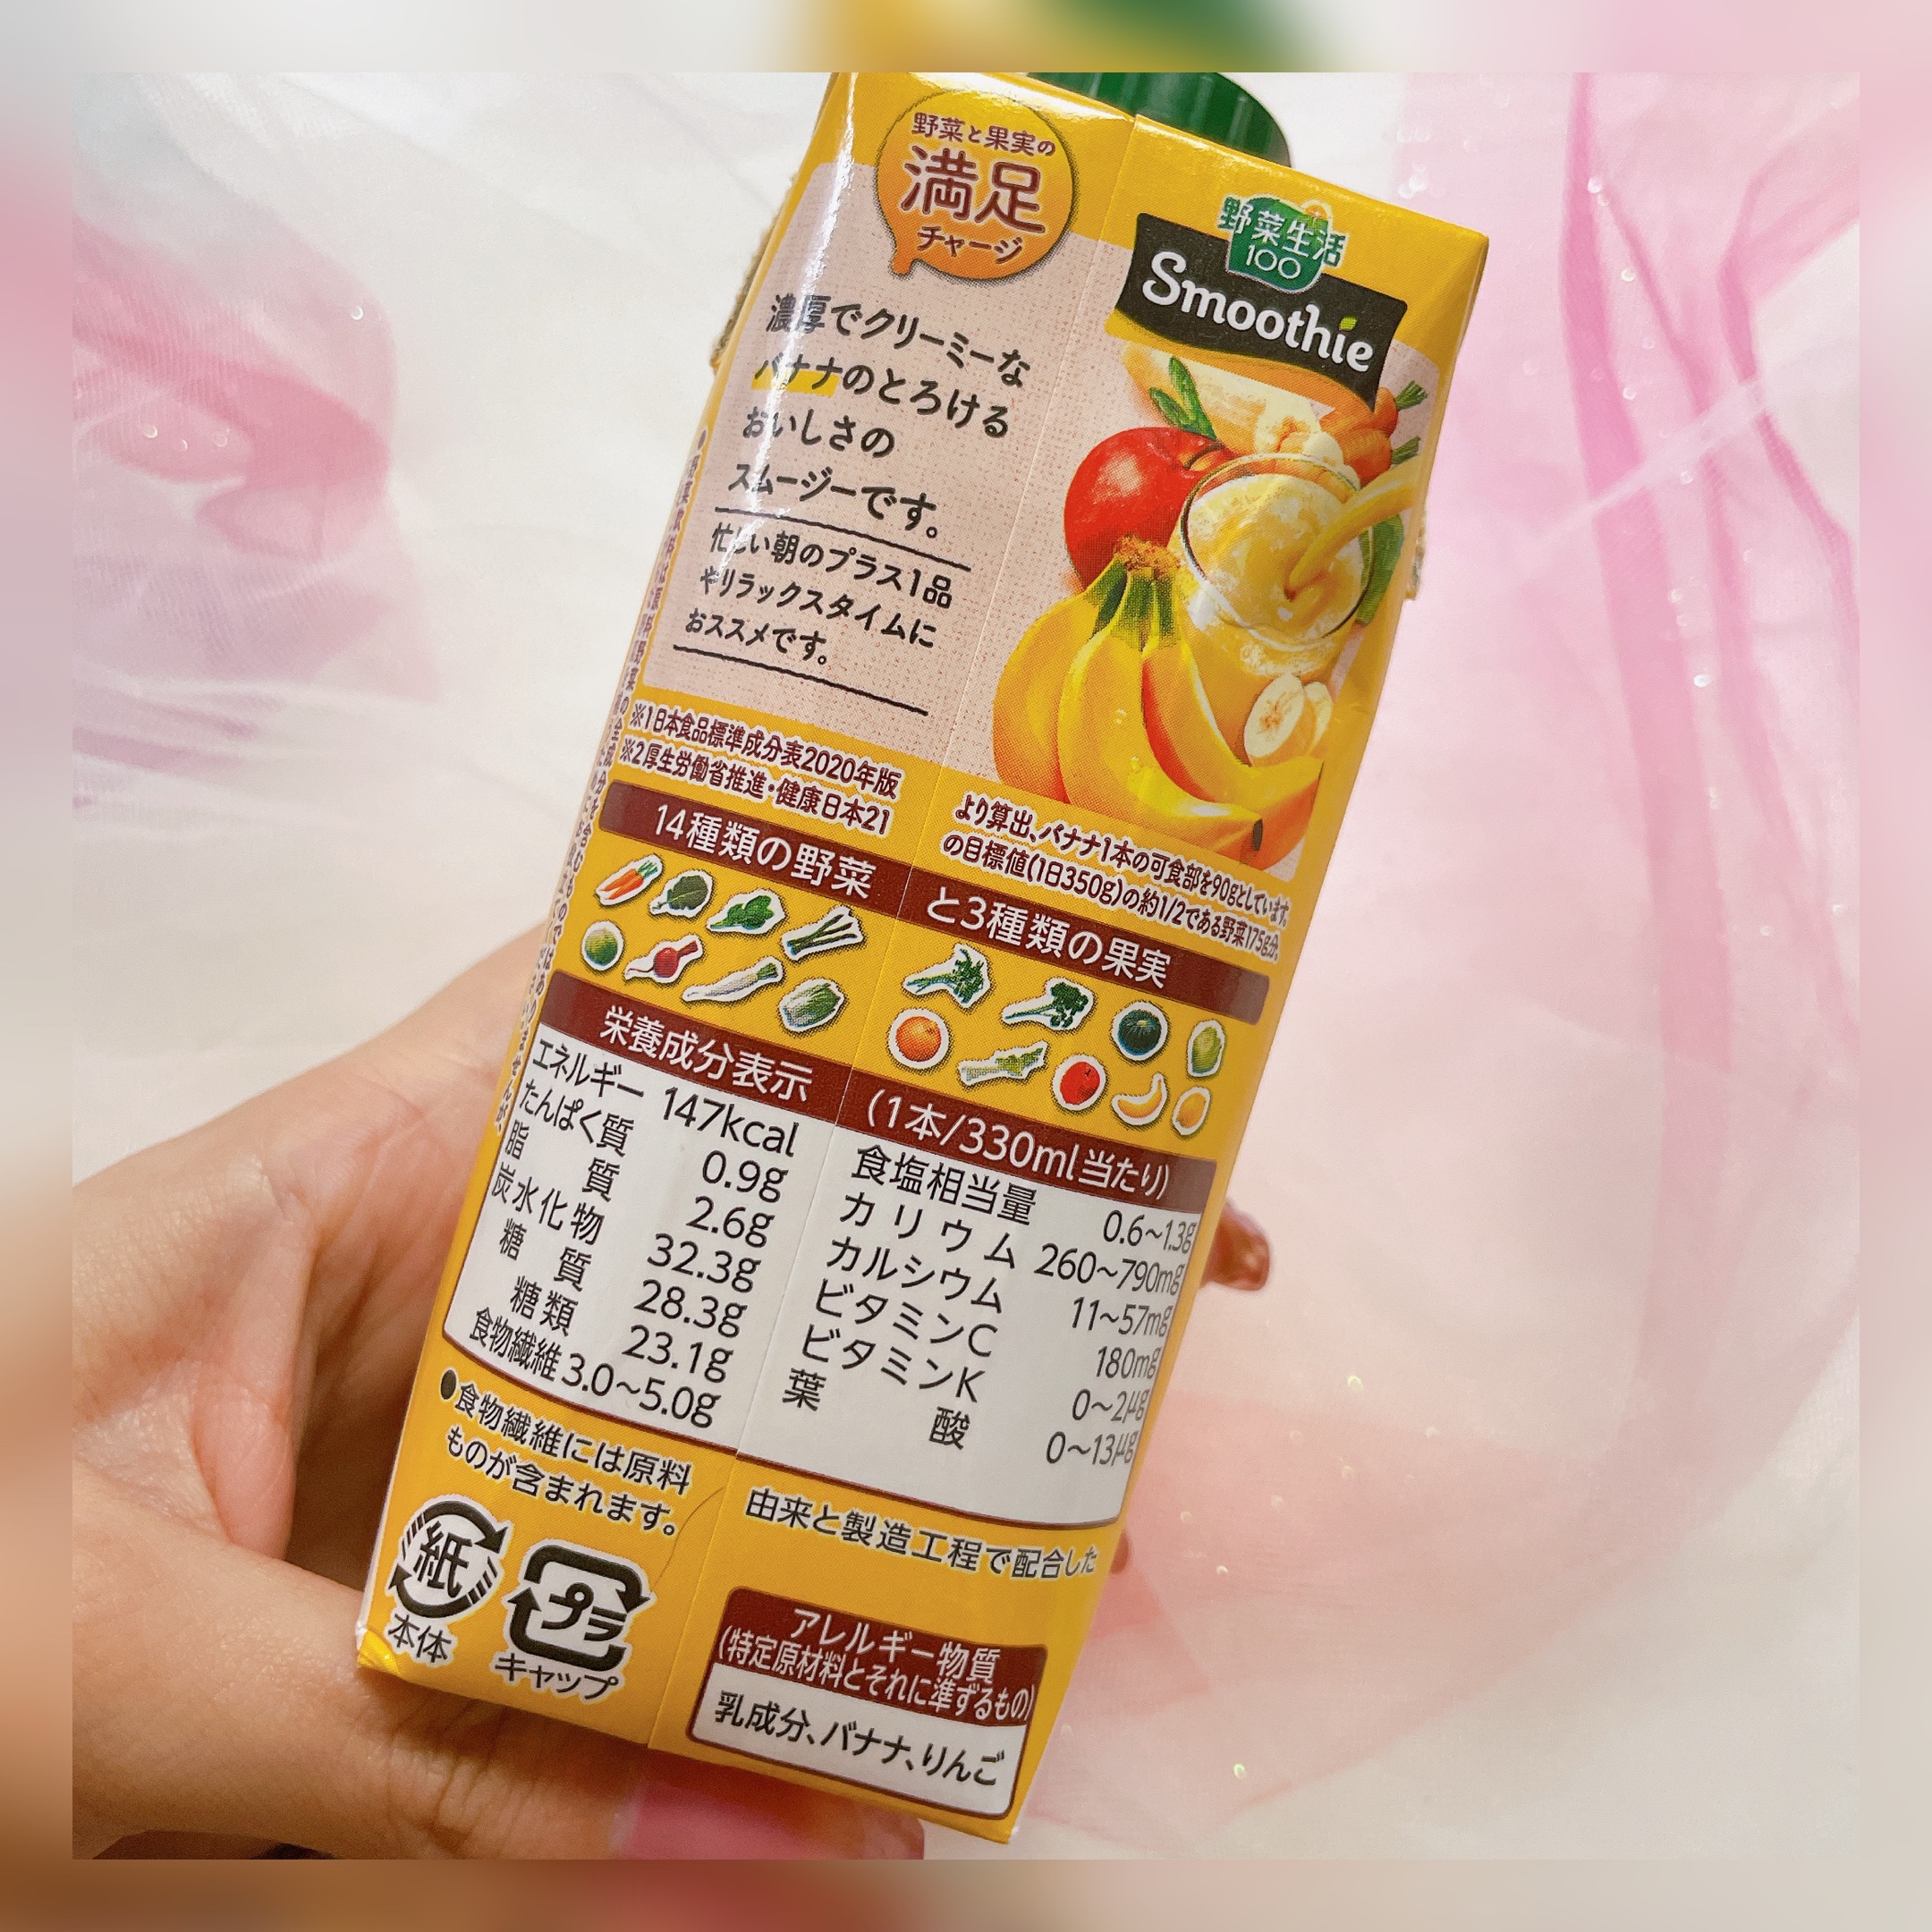 野菜と果実の
満足
チャージ
野菜生活
100
Smoothie
濃厚でクリーミーな
バナナのとろける
おいしさの
スムージーです。
忙しい朝のプラス1品
やリラックスタイムに
おススメです。
※1日本食品標準成分表2020年版
※2厚生労働省推進・健康日本21
より算出、バナナ1本の可食部を90gとしています。
の目標値(1日350g)の約1/2である野菜175g分。
14種類の野菜と3種類の果実
栄養成分表示(1本/330ml当たり)
エネルギー 147kcal
たんぱく質 0.9g
脂質 2.6g
炭水化物 32.3g
糖質 28.3g
糖類 23.1g
食物繊維 3.0~5.0g
食塩相当量 0.6~1.3g
カリウム 260~790mg
カルシウム 11~57mg
ビタミンC 180mg
ビタミンK 0~2μg
葉酸 0~13μg
●食物繊維には原料由来と製造工程で配合した
ものが含まれます。
紙
本体
プラ
キャップ
アレルギー物質
(特定原材料とそれに準ずるもの)
乳成分、バナナ、りんご